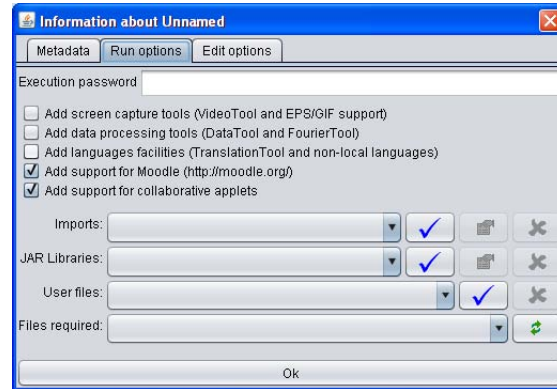 Information about Unnamed
Metadata Run options Edit options
Execution password
Add screen capture tools (VideoTool and EPS/GIF support)
Add data processing tools (DataTool and FourierTool)
Add languages facilities (TranslationTool and non-local languages)
Add support for Moodle (http://moodle.org/)
Add support for collaborative applets
Imports:
JAR Libraries:
User files:
Files required:
Ok